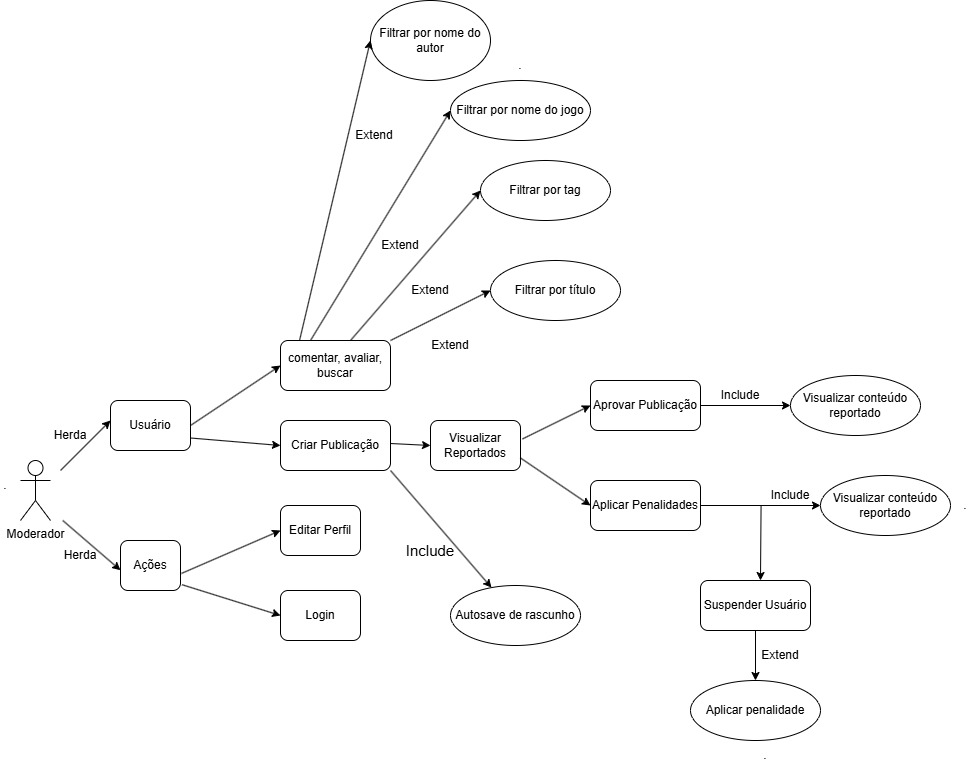 Filtrar por nome do
autor
Filtrar por nome do jogo
Extend
Filtrar por tag
Extend
Extend
Filtrar por título
Extend
comentar, avaliar,
buscar
Aprovar Publicação
Include
Visualizar conteúdo
reportado
Usuário
Herda
Criar Publicação
Visualizar
Reportados
Aplicar Penalidades
Include
Visualizar conteúdo
reportado
Moderador
Herda
Ações
Editar Perfil
Include
Login
Autosave de rascunho
Suspender Usuário
Extend
Aplicar penalidade